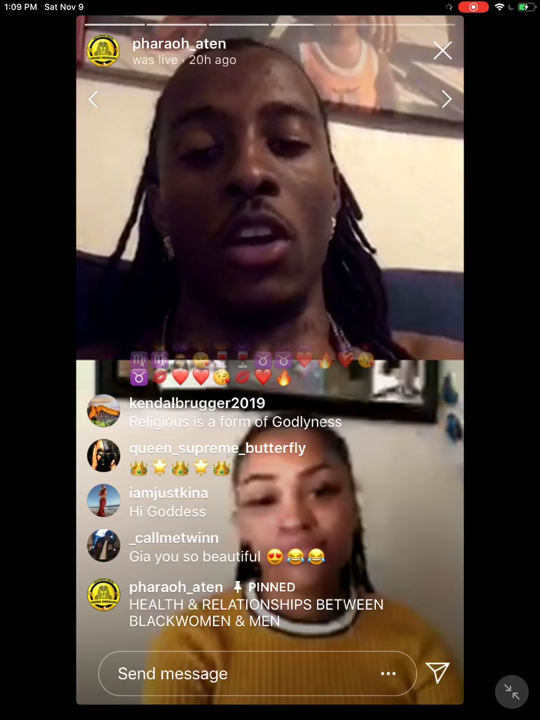 1:09 PM Sat Nov 9
pharaoh_aten
was live · 20h ago
kendalbrugger2019
Religious is a form of Godlyness
queen_supreme_butterfly
iamjustkina
Hi Goddess
_callmetwinn
Gia you so beautiful 😍😂😂
pharaoh_aten PINNED
HEALTH & RELATIONSHIPS BETWEEN
BLACKWOMEN & MEN
Send message